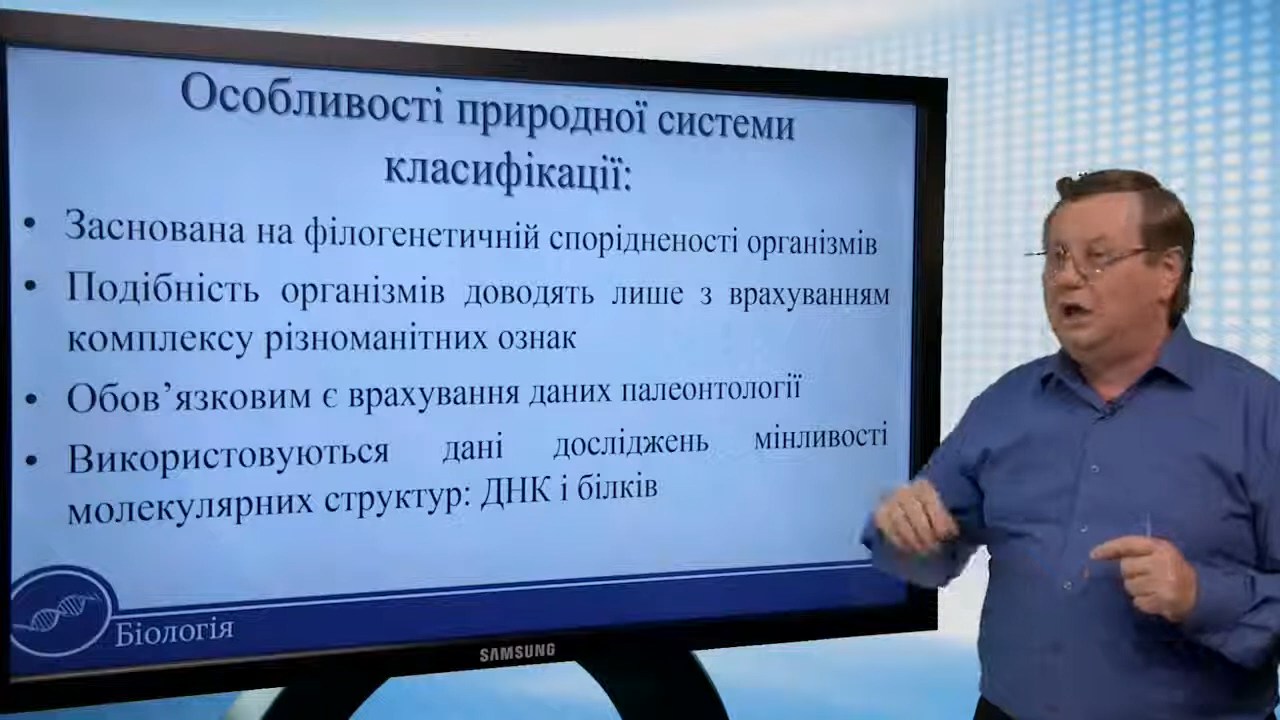 Особливості природної системи
класифікації:
• Заснована на філогенетичній спорідненості організмів
• Подібність організмів доводять лише з врахуванням
комплексу різноманітних ознак
• Обов’язковим є врахування даних палеонтології
• Використовуються дані досліджень мінливості
молекулярних структур: ДНК і білків
Біологія
SAMSUNG